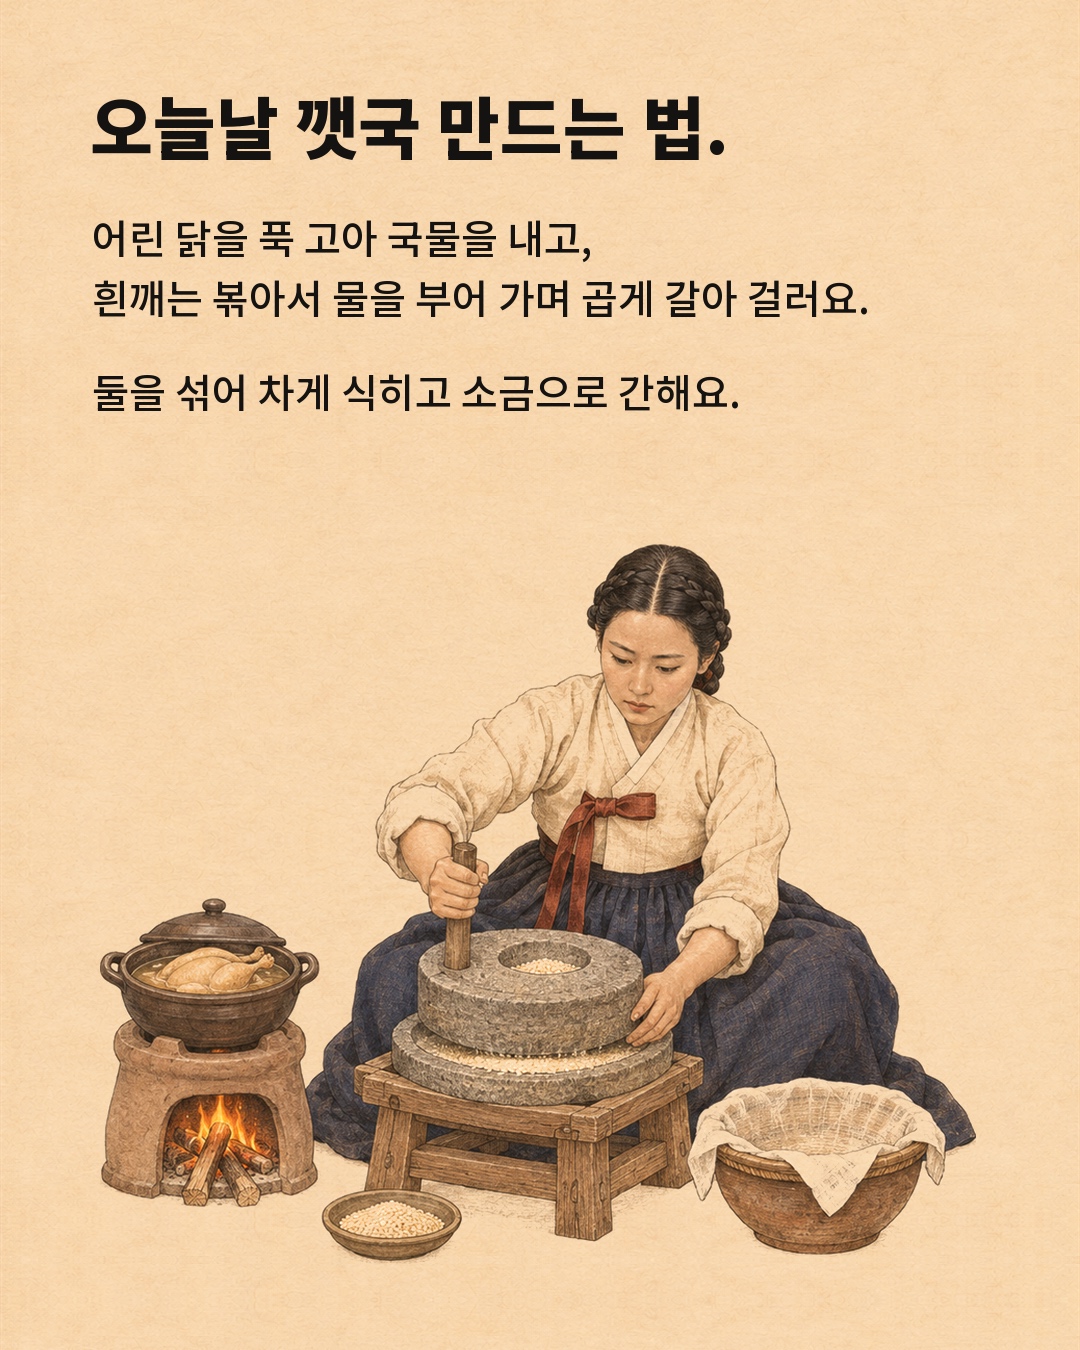 오늘날 깻국 만드는 법.
어린 닭을 푹 고아 국물을 내고,
흰깨는 볶아서 물을 부어 가며 곱게 갈아 걸러요.
둘을 섞어 차게 식히고 소금으로 간해요.